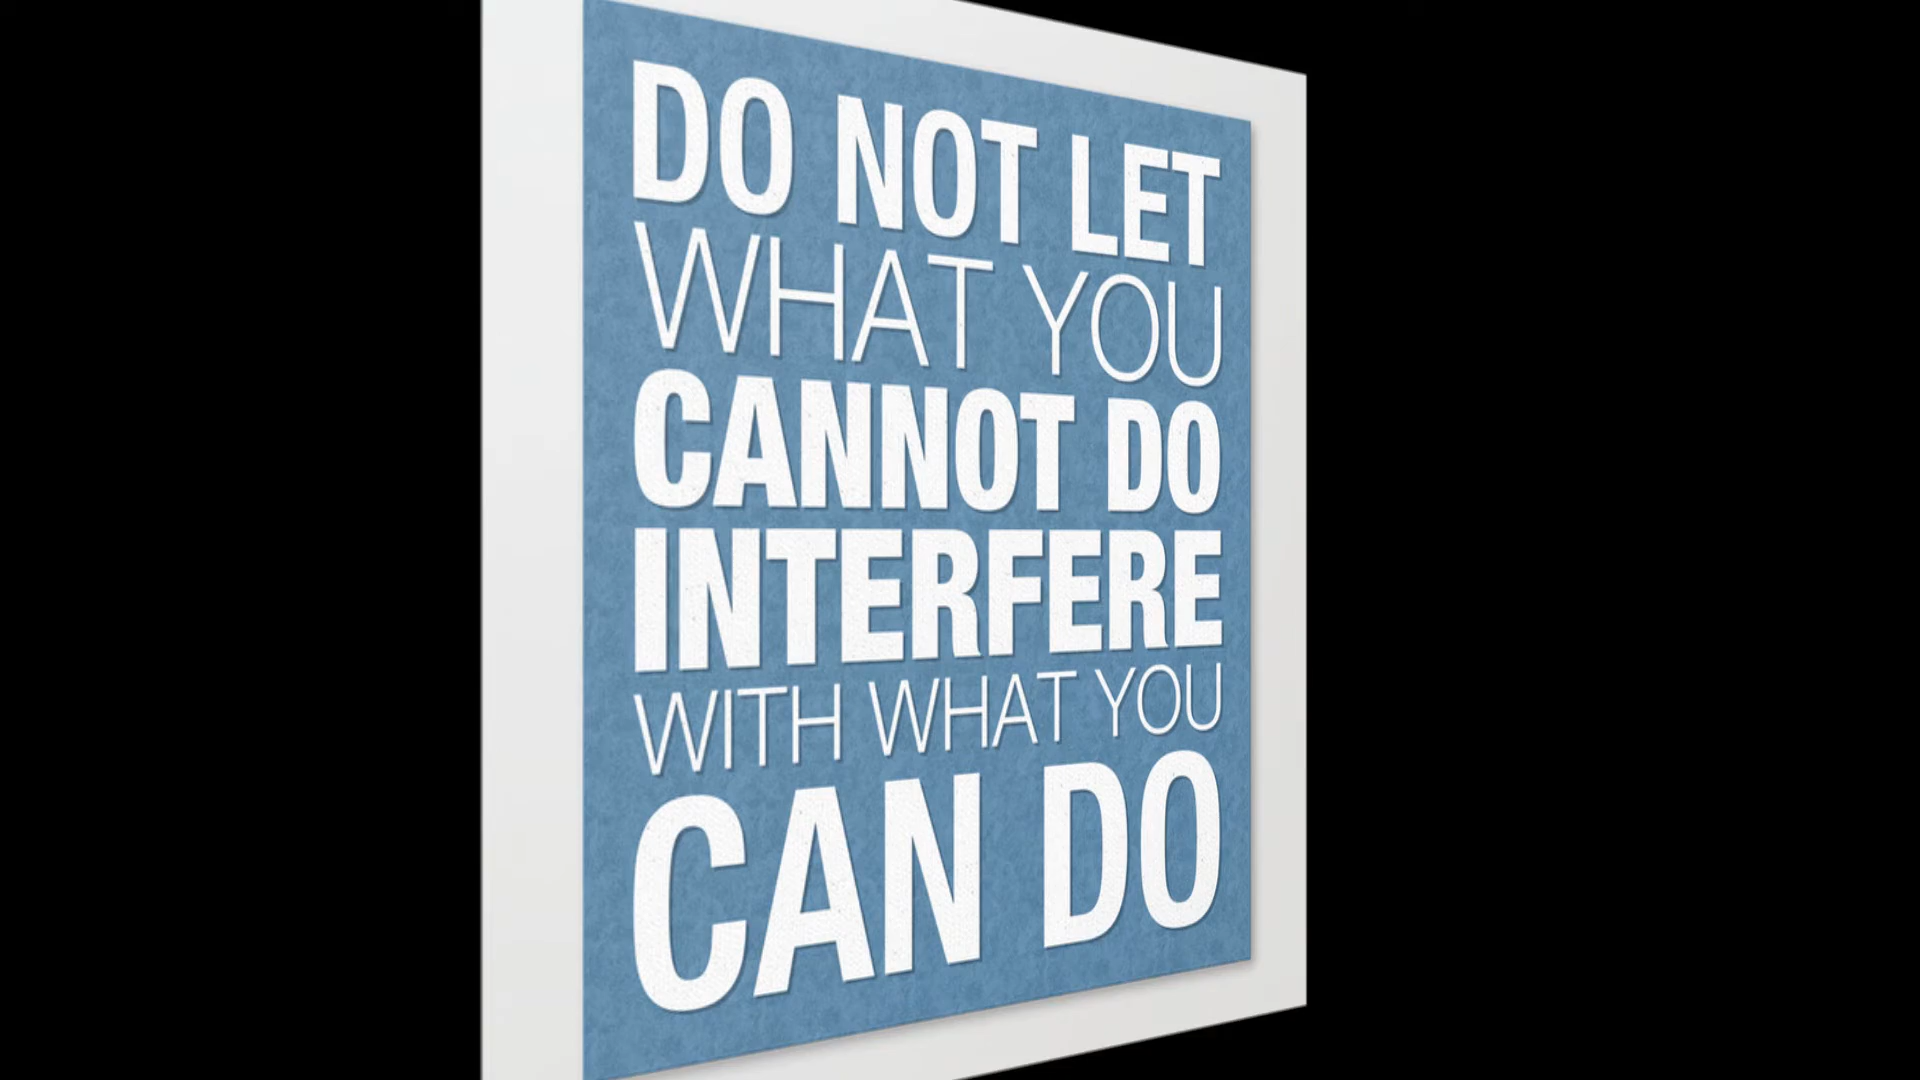 DO NOT LET
WHAT YOU
CANNOT DO
INTERFERE
WITH WHAT YOU
CAN DO